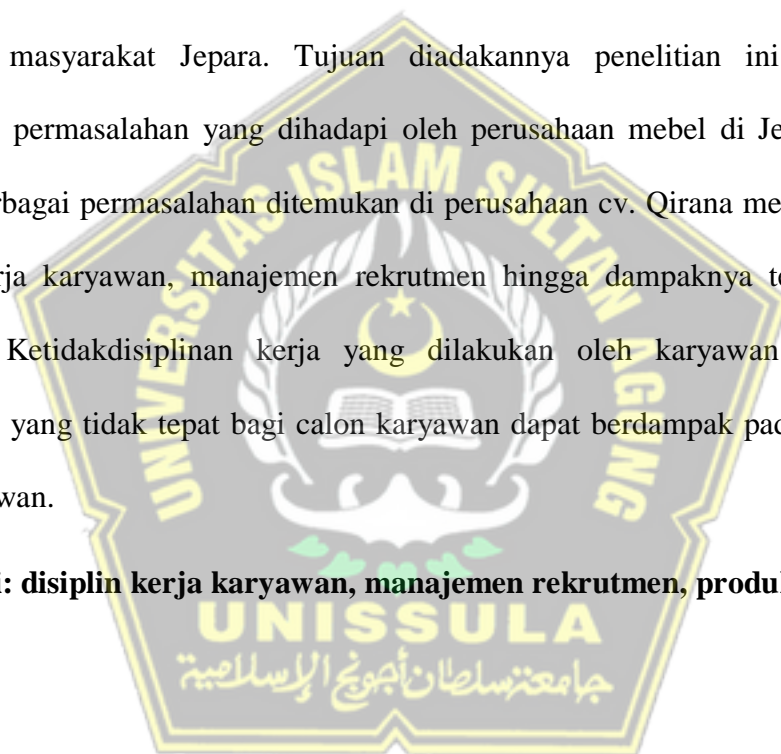 masyarakat Jepara. Tujuan diadakannya penelitian ini
permasalahan yang dihadapi oleh perusahaan mebel di Je
rbagai permasalahan ditemukan di perusahaan cv. Qirana me
rja karyawan, manajemen rekrutmen hingga dampaknya te
Ketidakdisiplinan kerja yang dilakukan oleh karyawan
yang tidak tepat bagi calon karyawan dapat berdampak pad
wan.
i: disiplin kerja karyawan, manajemen rekrutmen, produ
UNIVERSITAS ISLAM SULTAN AGUNG
UNISSULA
جامعنسلطان أجونج الإسلامية